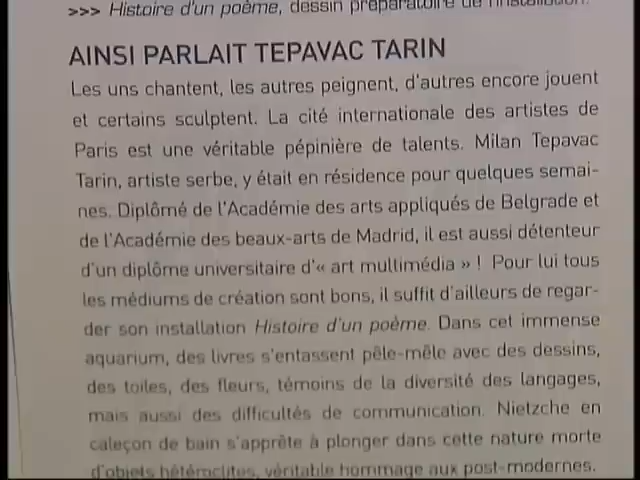 >>> Histoire d'un poème, dessin préparatoire de l'installation.
AINSI PARLAIT TEPAVAC TARIN
Les uns chantent, les autres peignent, d'autres encore jouent
et certains sculptent. La cité internationale des artistes de
Paris est une véritable pépinière de talents. Milan Tepavac
Tarin, artiste serbe, y était en résidence pour quelques semai-
nes. Diplômé de l'Académie des arts appliqués de Belgrade et
de l'Académie des beaux-arts de Madrid, il est aussi détenteur
d'un diplôme universitaire d'« art multimédia » ! Pour lui tous
les médiums de création sont bons, il suffit d'ailleurs de regar-
der son installation Histoire d'un poème. Dans cet immense
aquarium, des livres s'entassent pêle-mêle avec des dessins,
des toiles, des fleurs, témoins de la diversité des langages,
mais aussi des difficultés de communication. Nietzche en
caleçon de bain s'apprête à plonger dans cette nature morte
d'objets hétéroclites, véritable hommage aux post-modernes.